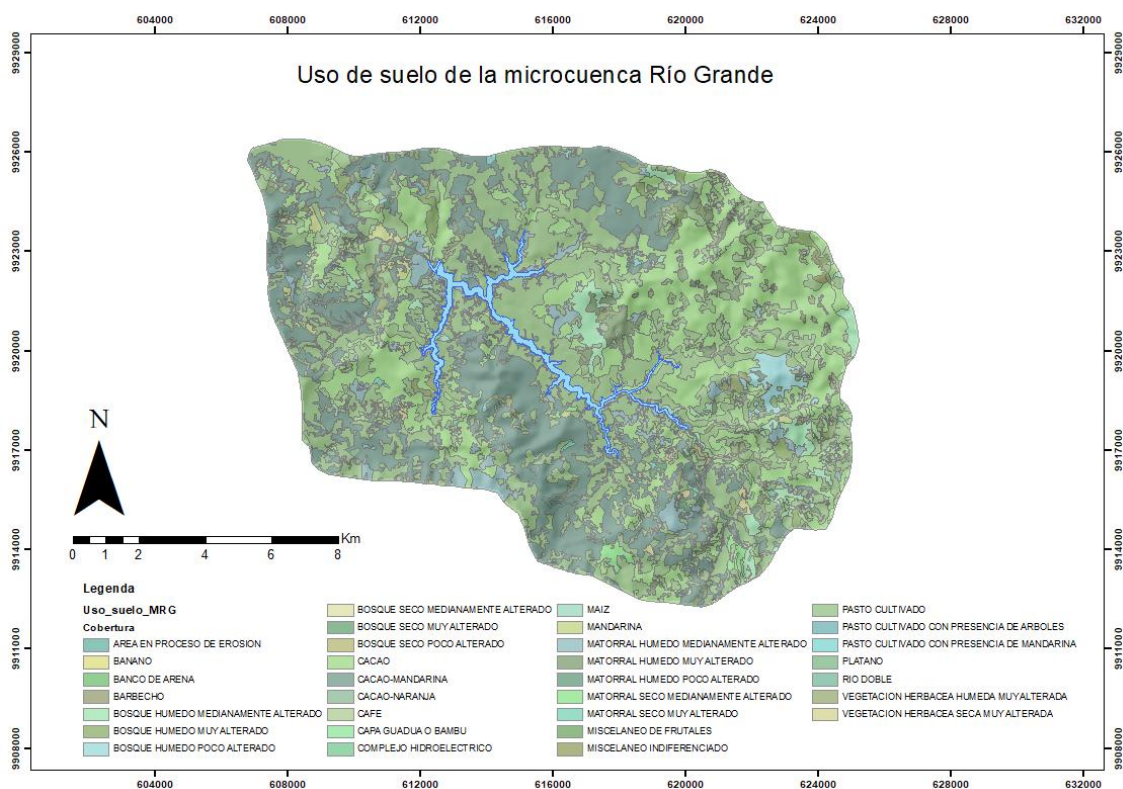 604000 608000 612000 616000 620000 624000 628000 632000
9929000 9929000
Uso de suelo de la microcuenca Río Grande
9926000 9926000
9923000 9923000
9920000 9920000
9917000 9917000
N
Km
0 1 2 4 6 8
9914000 9914000
Legenda
Uso_suelo_MRG
Cobertura
AREA EN PROCESO DE EROSION
BANANO
BANCO DE ARENA
BARBECHO
BOSQUE HUMEDO MEDIANAMENTE ALTERADO
BOSQUE HUMEDO MUY ALTERADO
BOSQUE HUMEDO POCO ALTERADO
BOSQUE SECO MEDIANAMENTE ALTERADO
BOSQUE SECO MUY ALTERADO
BOSQUE SECO POCO ALTERADO
CACAO
CACAO-MANDARINA
CACAO-NARANJA
CAFE
CAPA GUADUA O BAMBU
COMPLEJO HIDROELECTRICO
MAIZ
MANDARINA
MATORRAL HUMEDO MEDIANAMENTE ALTERADO
MATORRAL HUMEDO MUY ALTERADO
MATORRAL HUMEDO POCO ALTERADO
MATORRAL SECO MEDIANAMENTE ALTERADO
MATORRAL SECO MUY ALTERADO
MISCELANEO DE FRUTALES
MISCELANEO INDIFERENCIADO
PASTO CULTIVADO
PASTO CULTIVADO CON PRESENCIA DE ARBOLES
PASTO CULTIVADO CON PRESENCIA DE MANDARINA
PLATANO
RIO DOBLE
VEGETACION HERBACEA HUMEDA MUY ALTERADA
VEGETACION HERBACEA SECA MUY ALTERADA
9911000 9911000
9908000 9908000
604000 608000 612000 616000 620000 624000 628000 632000